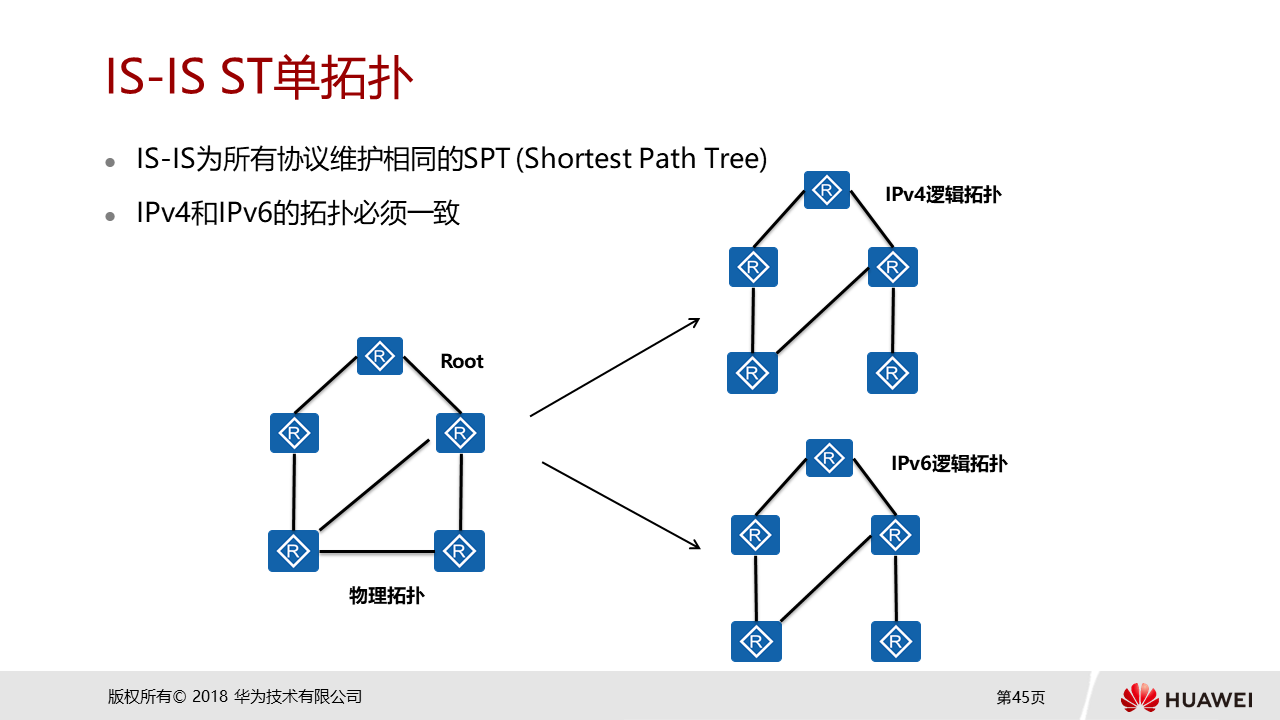 IS-IS ST单拓扑
IS-IS为所有协议维护相同的SPT (Shortest Path Tree)
IPv4和IPv6的拓扑必须一致
R
IPv4逻辑拓扑
R
R
R
R
R
Root
R
R
R
R
物理拓扑
R
IPv6逻辑拓扑
R
R
R
R
版权所有© 2018 华为技术有限公司
第45页
HUAWEI